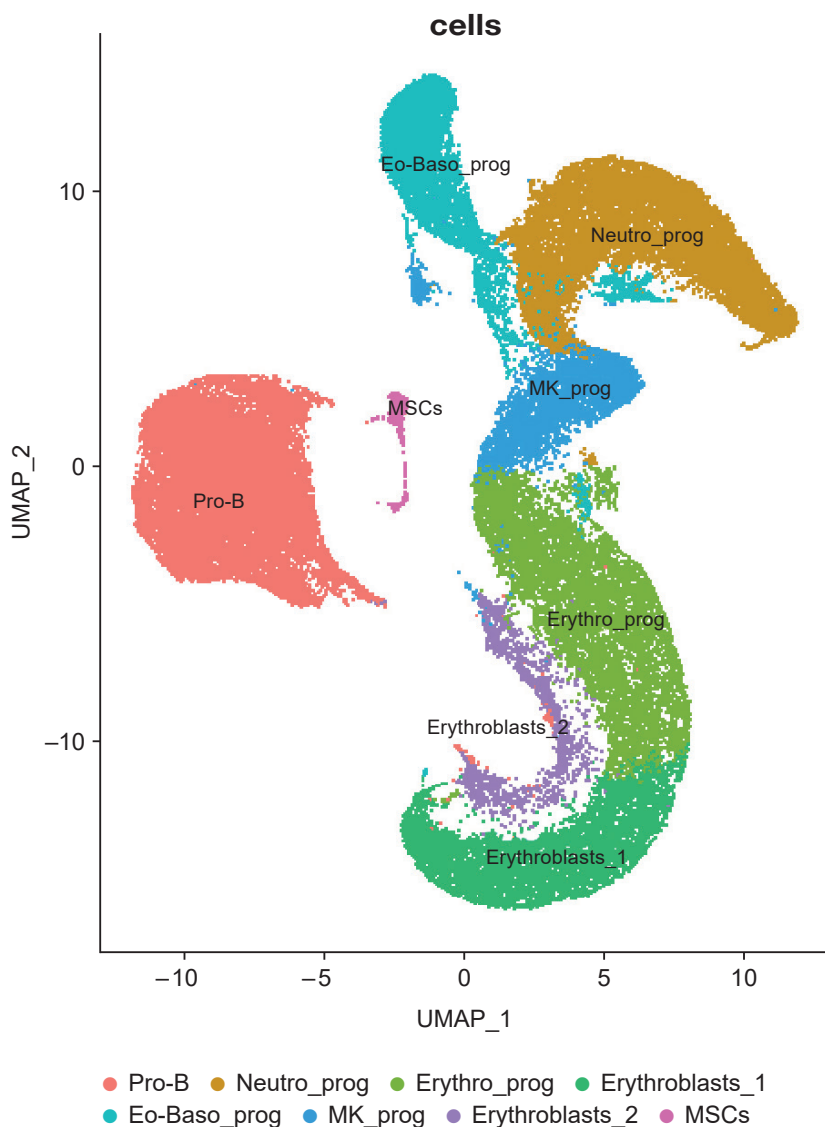 cells
Eo-Baso_prog
10
Neutro_prog
MK_prog
MSCs
0
Pro-B
UMAP_2
Erythro_prog
Erythroblasts_2
−10
Erythroblasts_1
−10 −5 0 5 10
UMAP_1
Pro-B Neutro_prog Erythro_prog Erythroblasts_1
Eo-Baso_prog MK_prog Erythroblasts_2 MSCs